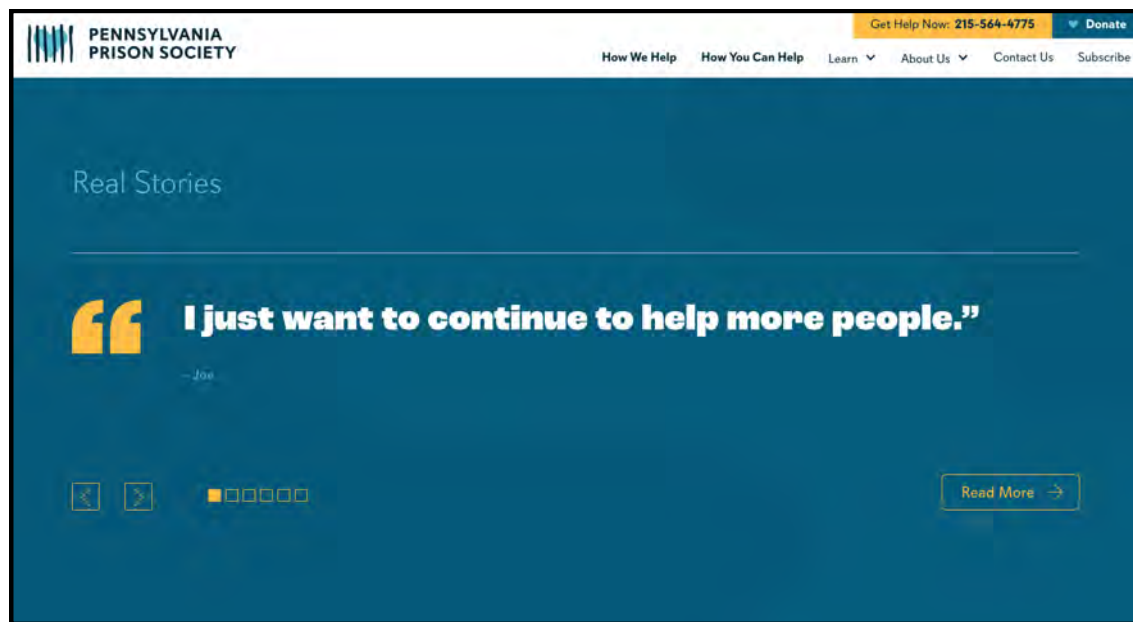 PENNSYLVANIA
PRISON SOCIETY
Get Help Now: 215-564-4775
Donate
How We Help
How You Can Help
Learn
About Us
Contact Us
Subscribe
Real Stories
“ I just want to continue to help more people.”
– Joe
Read More